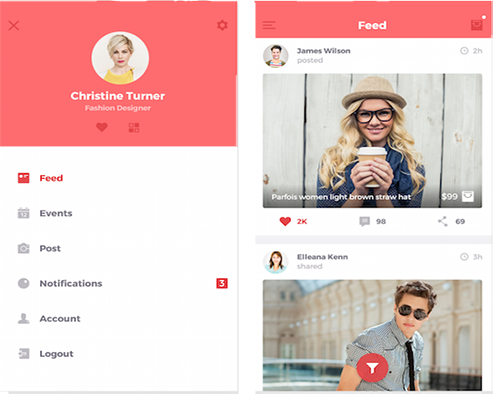 Christine Turner
Fashion Designer
Feed
12
Events
Post
Notifications
3
Account
Logout
Feed
James Wilson
posted
2h
Parfois women light brown straw hat
$99
2K
98
69
Elleana Kenn
shared
3h